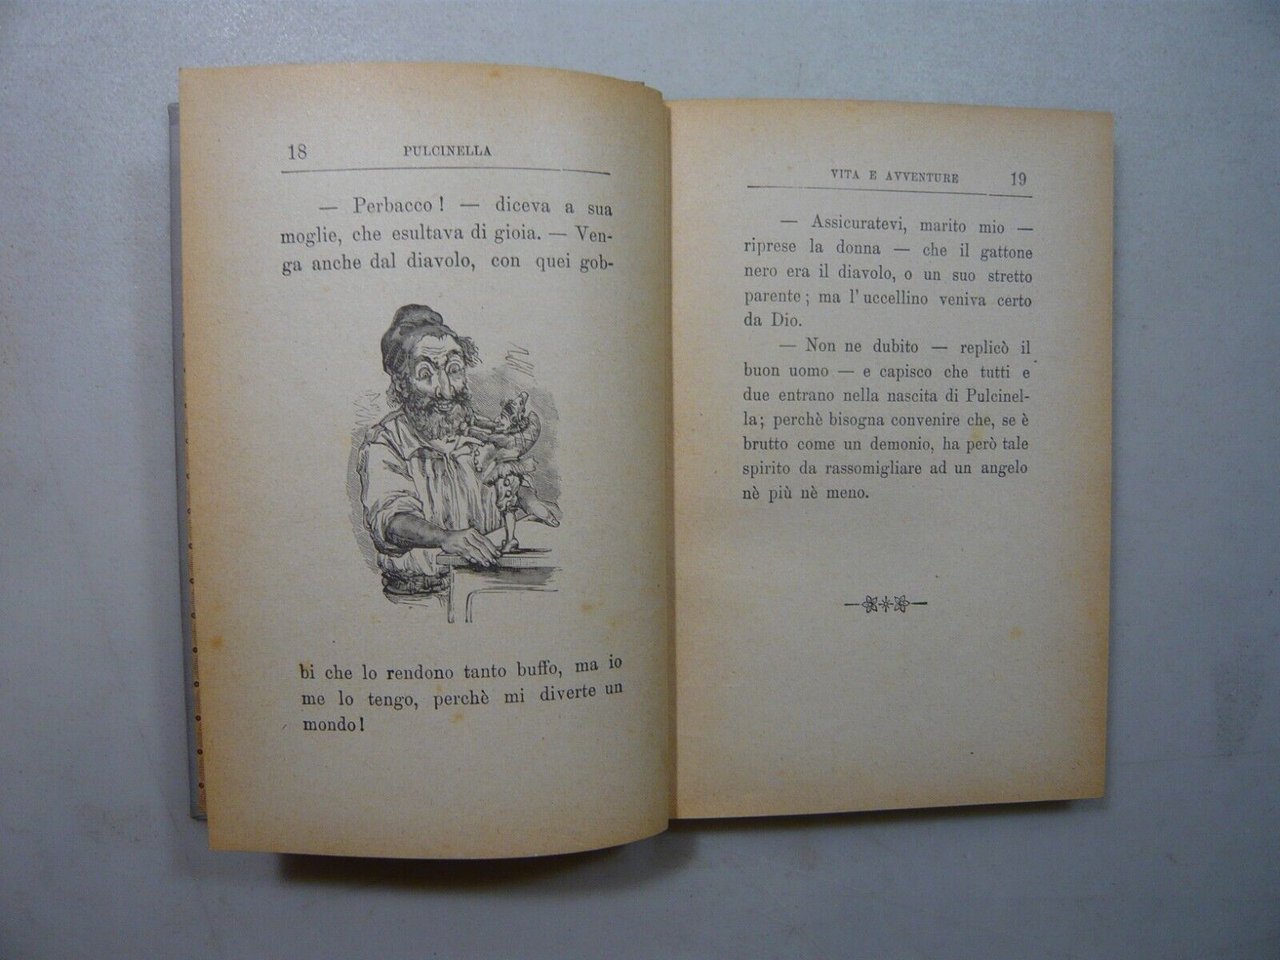 18 PULCINELLA
— Perbacco! — diceva a sua
moglie, che esultava di gioia. — Ven-
ga anche dal diavolo, con quei gob-
bi che lo rendono tanto buffo, ma io
me lo tengo, perchè mi diverte un
mondo!
VITA E AVVENTURE 19
— Assicuratevi, marito mio —
riprese la donna — che il gattone
nero era il diavolo, o un suo stretto
parente; ma l'uccellino veniva certo
da Dio.
— Non ne dubito — replicò il
buon uomo — e capisco che tutti e
due entrano nella nascita di Pulcinel-
la; perchè bisogna convenire che, se è
brutto come un demonio, ha però tale
spirito da rassomigliare ad un angelo
nè più nè meno.